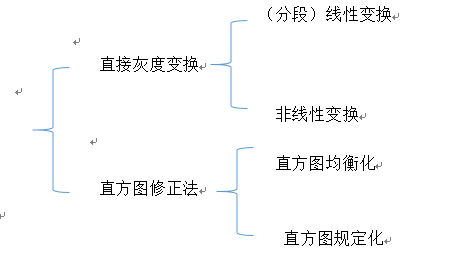 （分段）线性变换
直接灰度变换
非线性变换
直方图均衡化
直方图修正法
直方图规定化